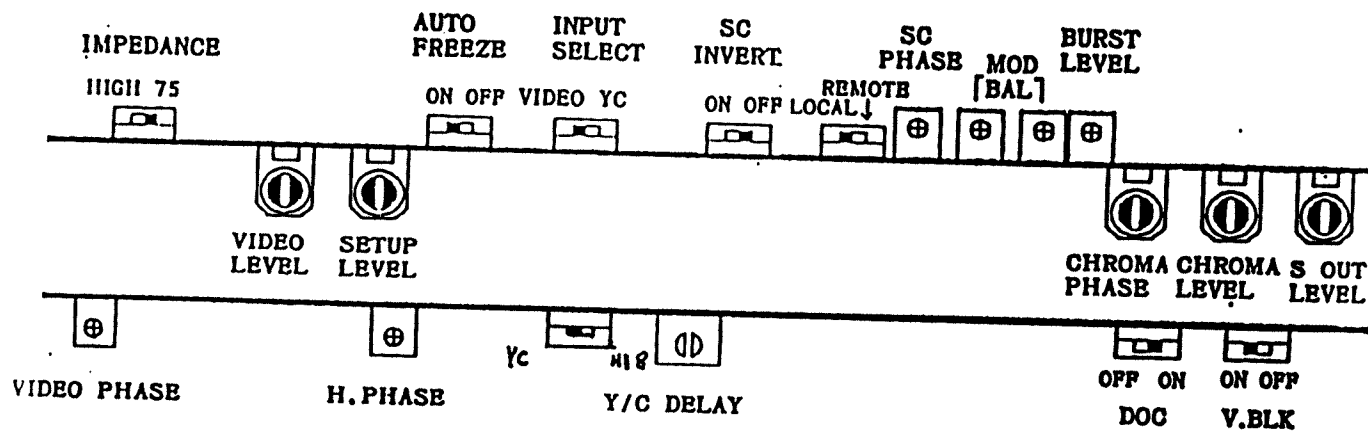 IMPEDANCE
HIGH 75
AUTO
FREEZE
ON OFF
INPUT
SELECT
VIDEO YC
SC
INVERT
ON OFF
REMOTE
LOCAL ↓
SC
PHASE
MOD
BAL
BURST
LEVEL
VIDEO
LEVEL
SETUP
LEVEL
CHROMA
PHASE
CHROMA
LEVEL
S OUT
LEVEL
VIDEO PHASE
H.PHASE
YC
Y/C DELAY
OFF ON
DOC
ON OFF
V.BLK